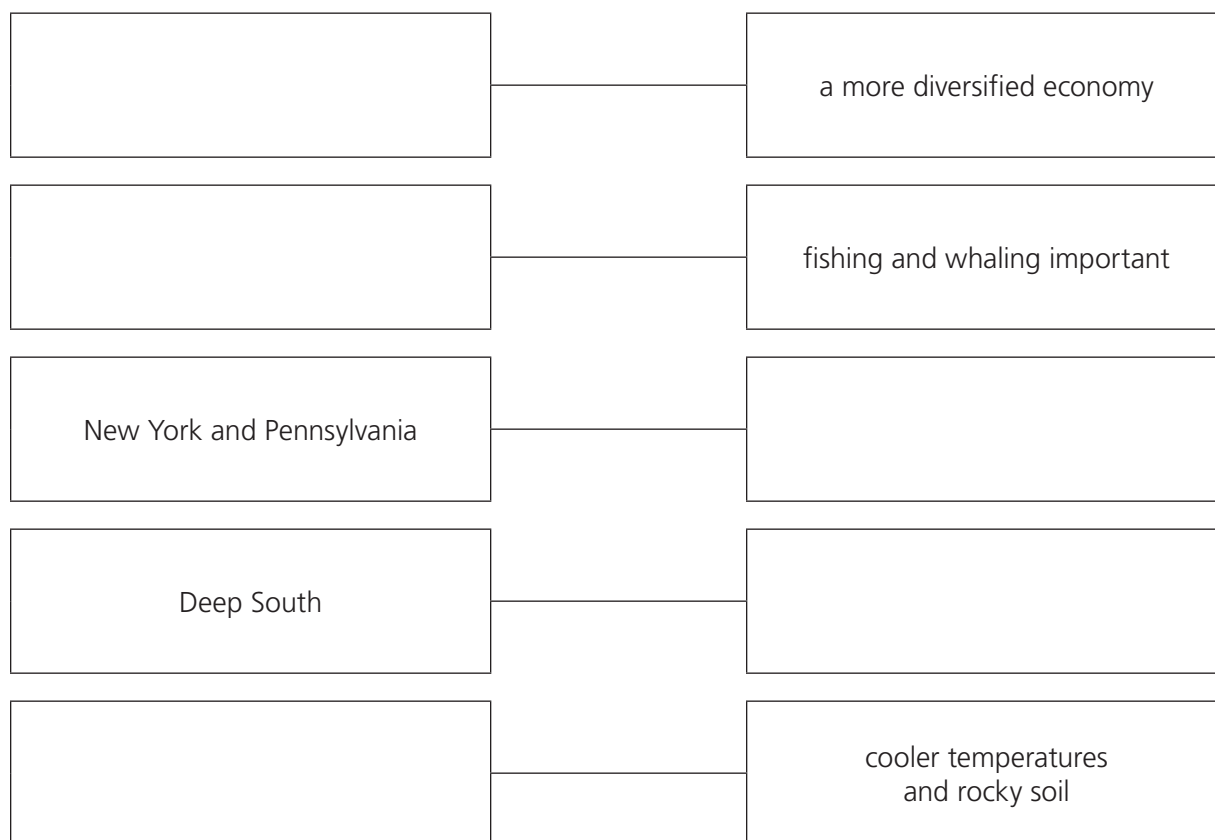 a more diversified economy
fishing and whaling important
New York and Pennsylvania
Deep South
cooler temperatures
and rocky soil